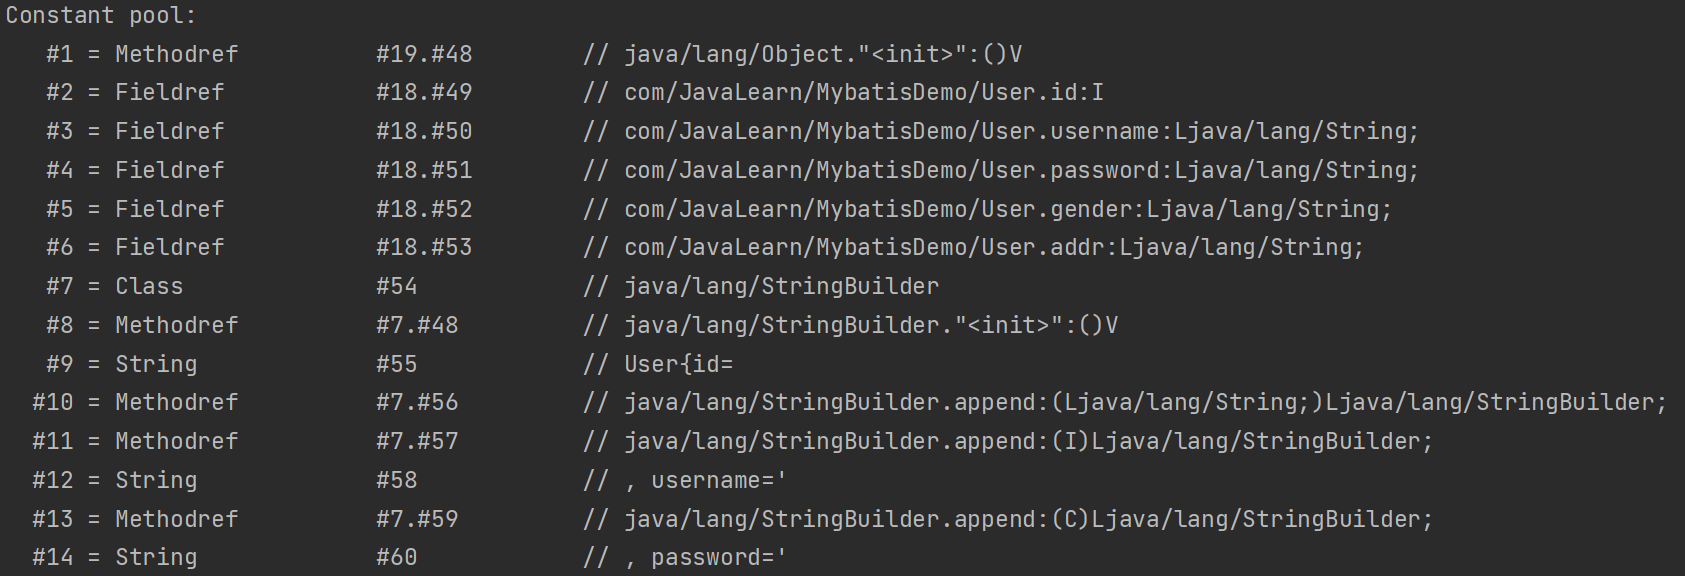 Constant pool:
   #1 = Methodref          #19.#48        // java/lang/Object."<init>":()V
   #2 = Fieldref           #18.#49        // com/JavaLearn/MybatisDemo/User.id:I
   #3 = Fieldref           #18.#50        // com/JavaLearn/MybatisDemo/User.username:Ljava/lang/String;
   #4 = Fieldref           #18.#51        // com/JavaLearn/MybatisDemo/User.password:Ljava/lang/String;
   #5 = Fieldref           #18.#52        // com/JavaLearn/MybatisDemo/User.gender:Ljava/lang/String;
   #6 = Fieldref           #18.#53        // com/JavaLearn/MybatisDemo/User.addr:Ljava/lang/String;
   #7 = Class              #54            // java/lang/StringBuilder
   #8 = Methodref          #7.#48         // java/lang/StringBuilder."<init>":()V
   #9 = String             #55            // User{id=
  #10 = Methodref          #7.#56         // java/lang/StringBuilder.append:(Ljava/lang/String;)Ljava/lang/StringBuilder;
  #11 = Methodref          #7.#57         // java/lang/StringBuilder.append:(I)Ljava/lang/StringBuilder;
  #12 = String             #58            // , username='
  #13 = Methodref          #7.#59         // java/lang/StringBuilder.append:(C)Ljava/lang/StringBuilder;
  #14 = String             #60            // , password='